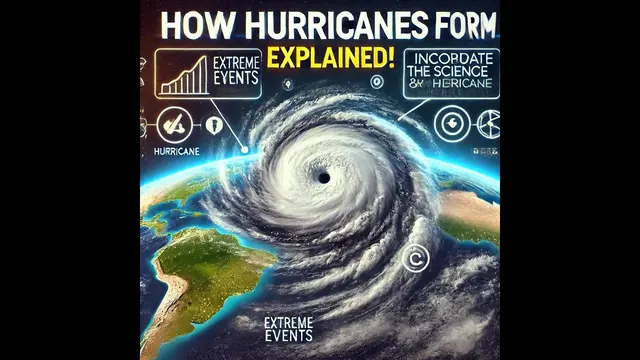 HOW HURRICANES FORM
EXPLAINED!
EXTREME
EVENTS
INCORDATE
THE SCIENCE
HERICANE
HURRICANE
©
EXTREME
EVENTS